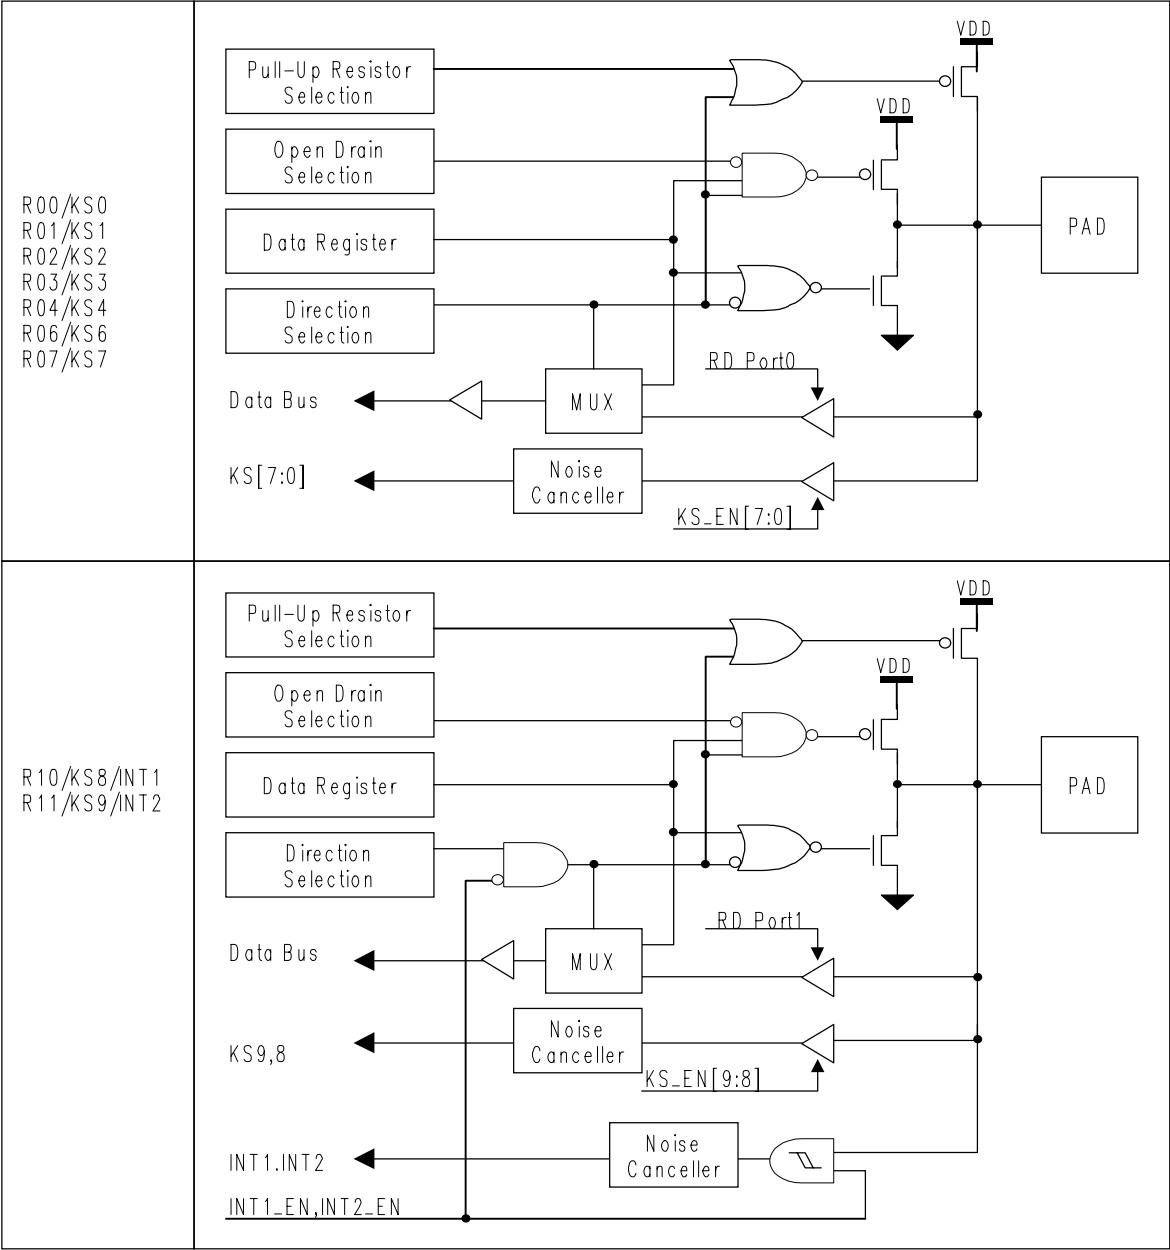 R00/KS0
R01/KS1
R02/KS2
R03/KS3
R04/KS4
R06/KS6
R07/KS7
VDD
Pull-Up Resistor
Selection
VDD
Open Drain
Selection
Data Register
PAD
Direction
Selection
RD Port0
Data Bus
MUX
KS[7:0]
Noise
Canceller
KS_EN[7:0]
R10/KS8/INT1
R11/KS9/INT2
VDD
Pull-Up Resistor
Selection
VDD
Open Drain
Selection
Data Register
PAD
Direction
Selection
RD Port1
Data Bus
MUX
KS9,8
Noise
Canceller
KS_EN[9:8]
INT1.INT2
Noise
Canceller
INT1_EN,INT2_EN